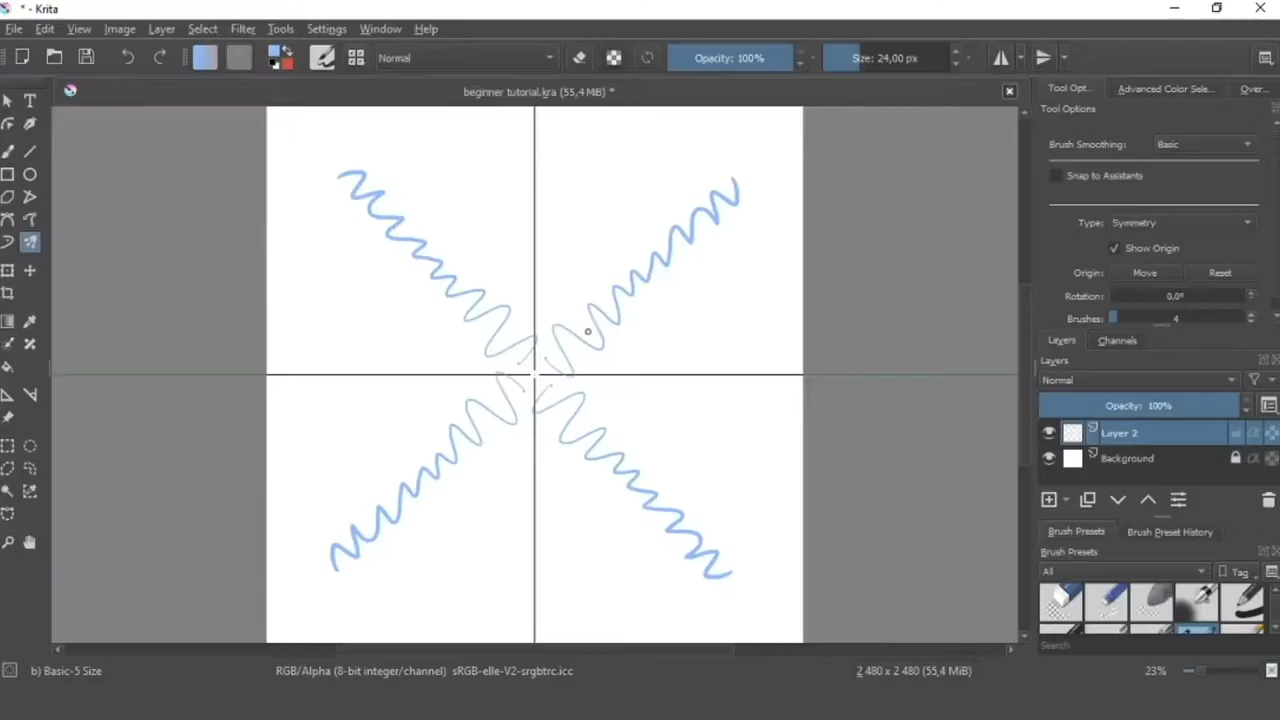 * - Krita
File Edit View Image Layer Select Filter Tools Settings Window Help
Normal Opacity: 100% Size: 24,00 px
beginner tutorial.kra (55,4 MiB) *
Tool Opt... Advanced Color Sele... Over...
Tool Options
Brush Smoothing: Basic
Snap to Assistants
Type: Symmetry
Show Origin
Origin: Move Reset
Rotation: 0,0°
Brushes: 4
Layers Channels
Layers
Normal
Opacity: 100%
Layer 2
Background
Brush Presets Brush Preset History
Brush Presets
All Tag
Search
b) Basic-5 Size RGB/Alpha (8-bit integer/channel) sRGB-elle-V2-srgbtrc.icc 2 480 x 2 480 (55,4 MiB) 23%